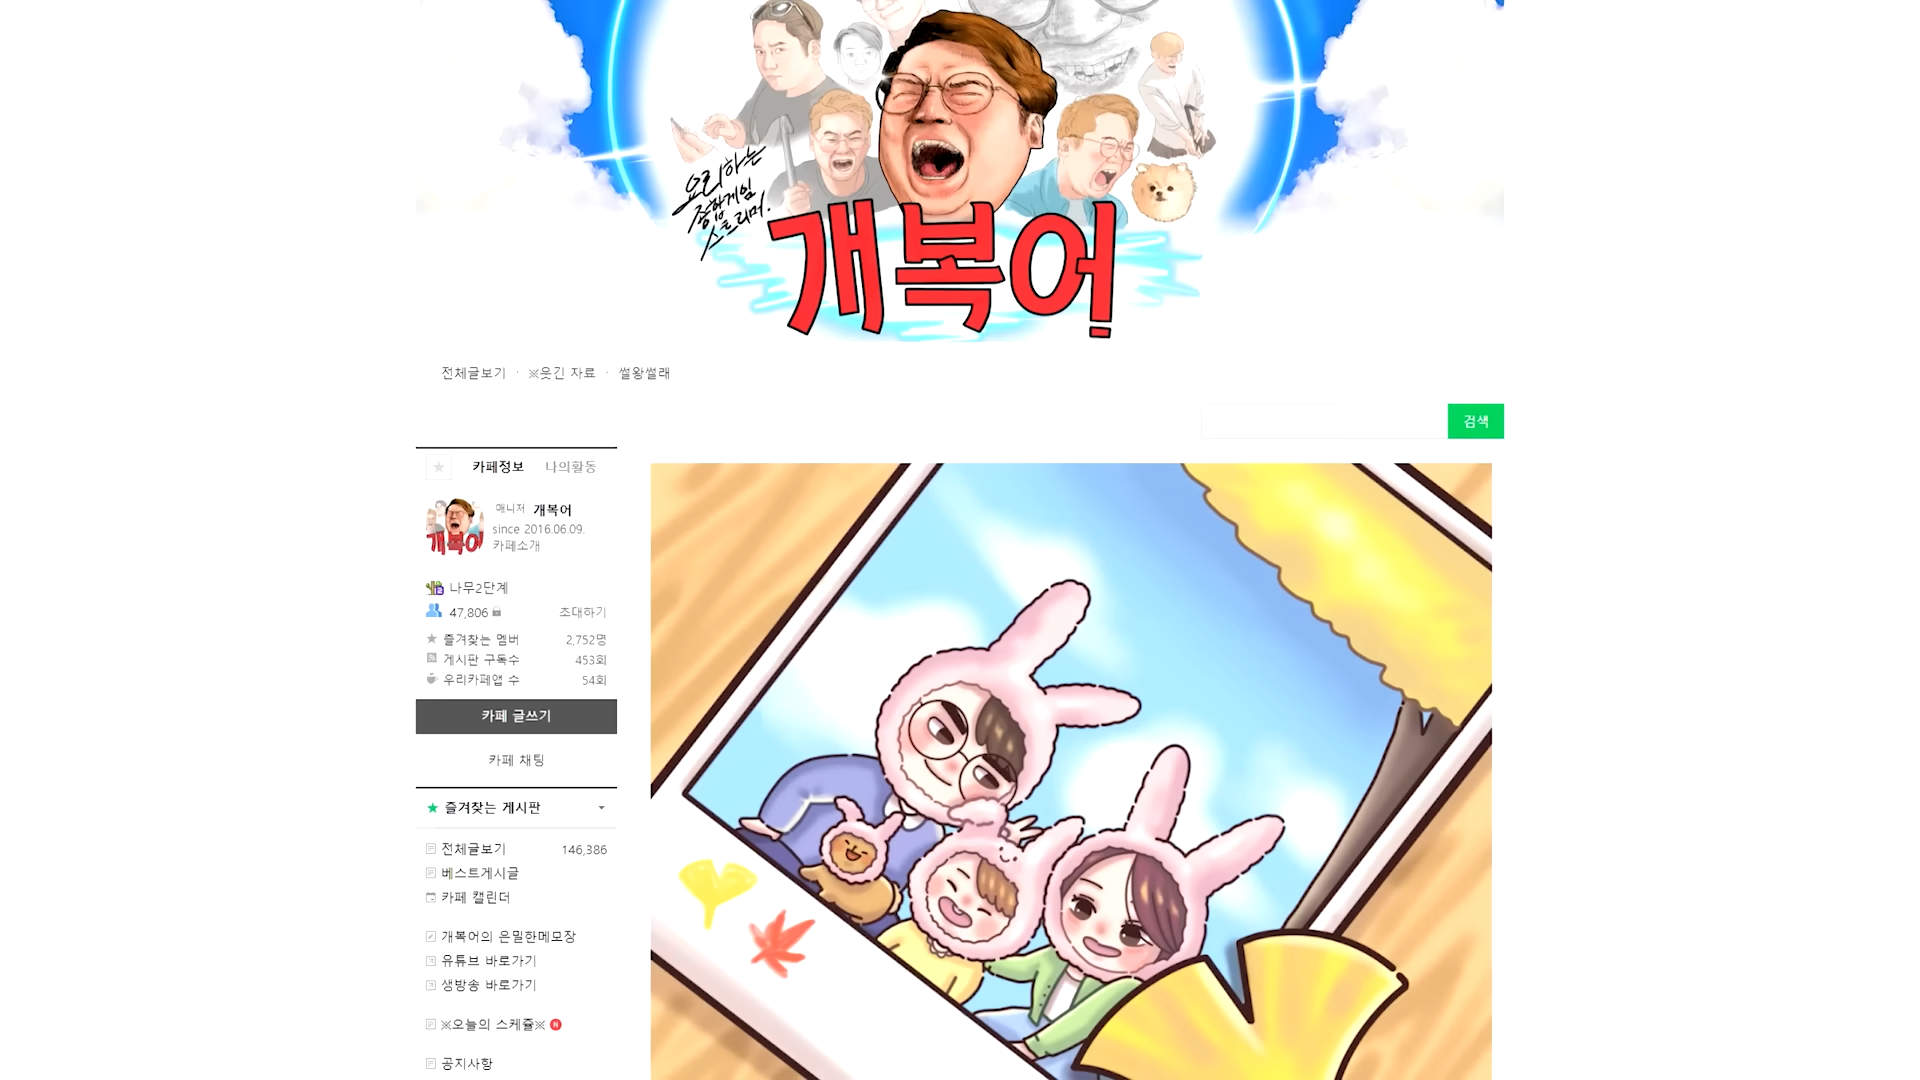 요리하는
종합게임
스트리머.
개복어
전체글보기 · ※웃긴 자료 · 썰왕썰래
검색
카페정보 나의활동
매니저 개복어
since 2016.06.09.
카페소개
개복어
나무2단계
47,806 초대하기
즐겨찾는 멤버 2,752명
게시판 구독수 453회
우리카페앱 수 54회
카페 글쓰기
카페 채팅
즐겨찾는 게시판
전체글보기 146,386
베스트게시글
카페 캘린더
개복어의 은밀한메모장
유튜브 바로가기
생방송 바로가기
※오늘의 스케쥴※ N
공지사항